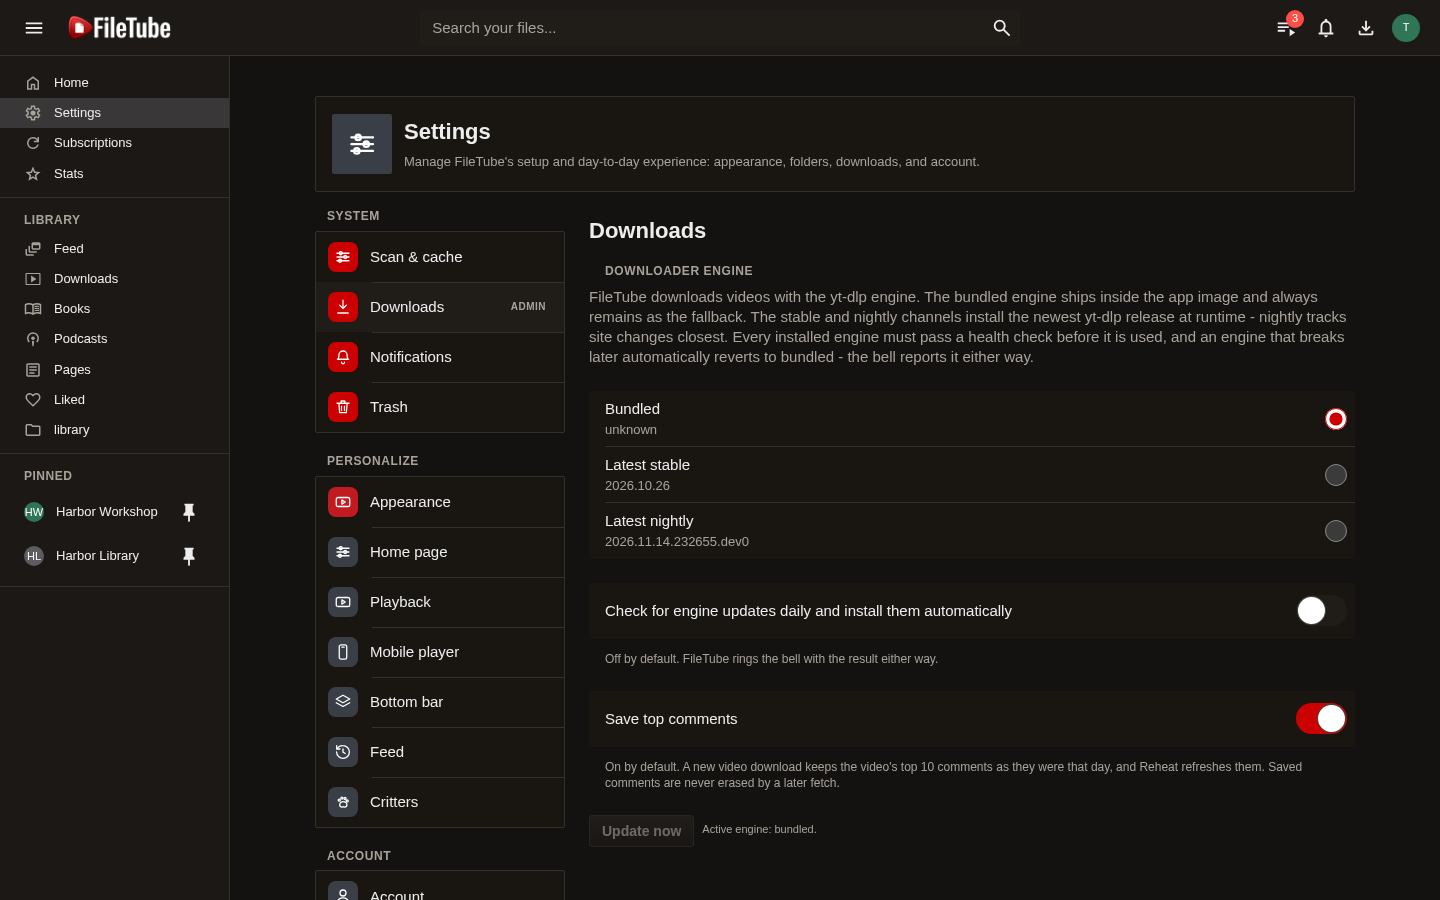 FileTube
Search your files...
3
T
Home
Settings
Subscriptions
Stats
LIBRARY
Feed
Downloads
Books
Podcasts
Pages
Liked
library
PINNED
HW Harbor Workshop
HL Harbor Library
Settings
Manage FileTube's setup and day-to-day experience: appearance, folders, downloads, and account.
SYSTEM
Scan & cache
Downloads ADMIN
Notifications
Trash
PERSONALIZE
Appearance
Home page
Playback
Mobile player
Bottom bar
Feed
Critters
ACCOUNT
Account
Downloads
DOWNLOADER ENGINE
FileTube downloads videos with the yt-dlp engine. The bundled engine ships inside the app image and always
remains as the fallback. The stable and nightly channels install the newest yt-dlp release at runtime - nightly tracks
site changes closest. Every installed engine must pass a health check before it is used, and an engine that breaks
later automatically reverts to bundled - the bell reports it either way.
Bundled
unknown
Latest stable
2026.10.26
Latest nightly
2026.11.14.232655.dev0
Check for engine updates daily and install them automatically
Off by default. FileTube rings the bell with the result either way.
Save top comments
On by default. A new video download keeps the video's top 10 comments as they were that day, and Reheat refreshes them. Saved
comments are never erased by a later fetch.
Update now
Active engine: bundled.